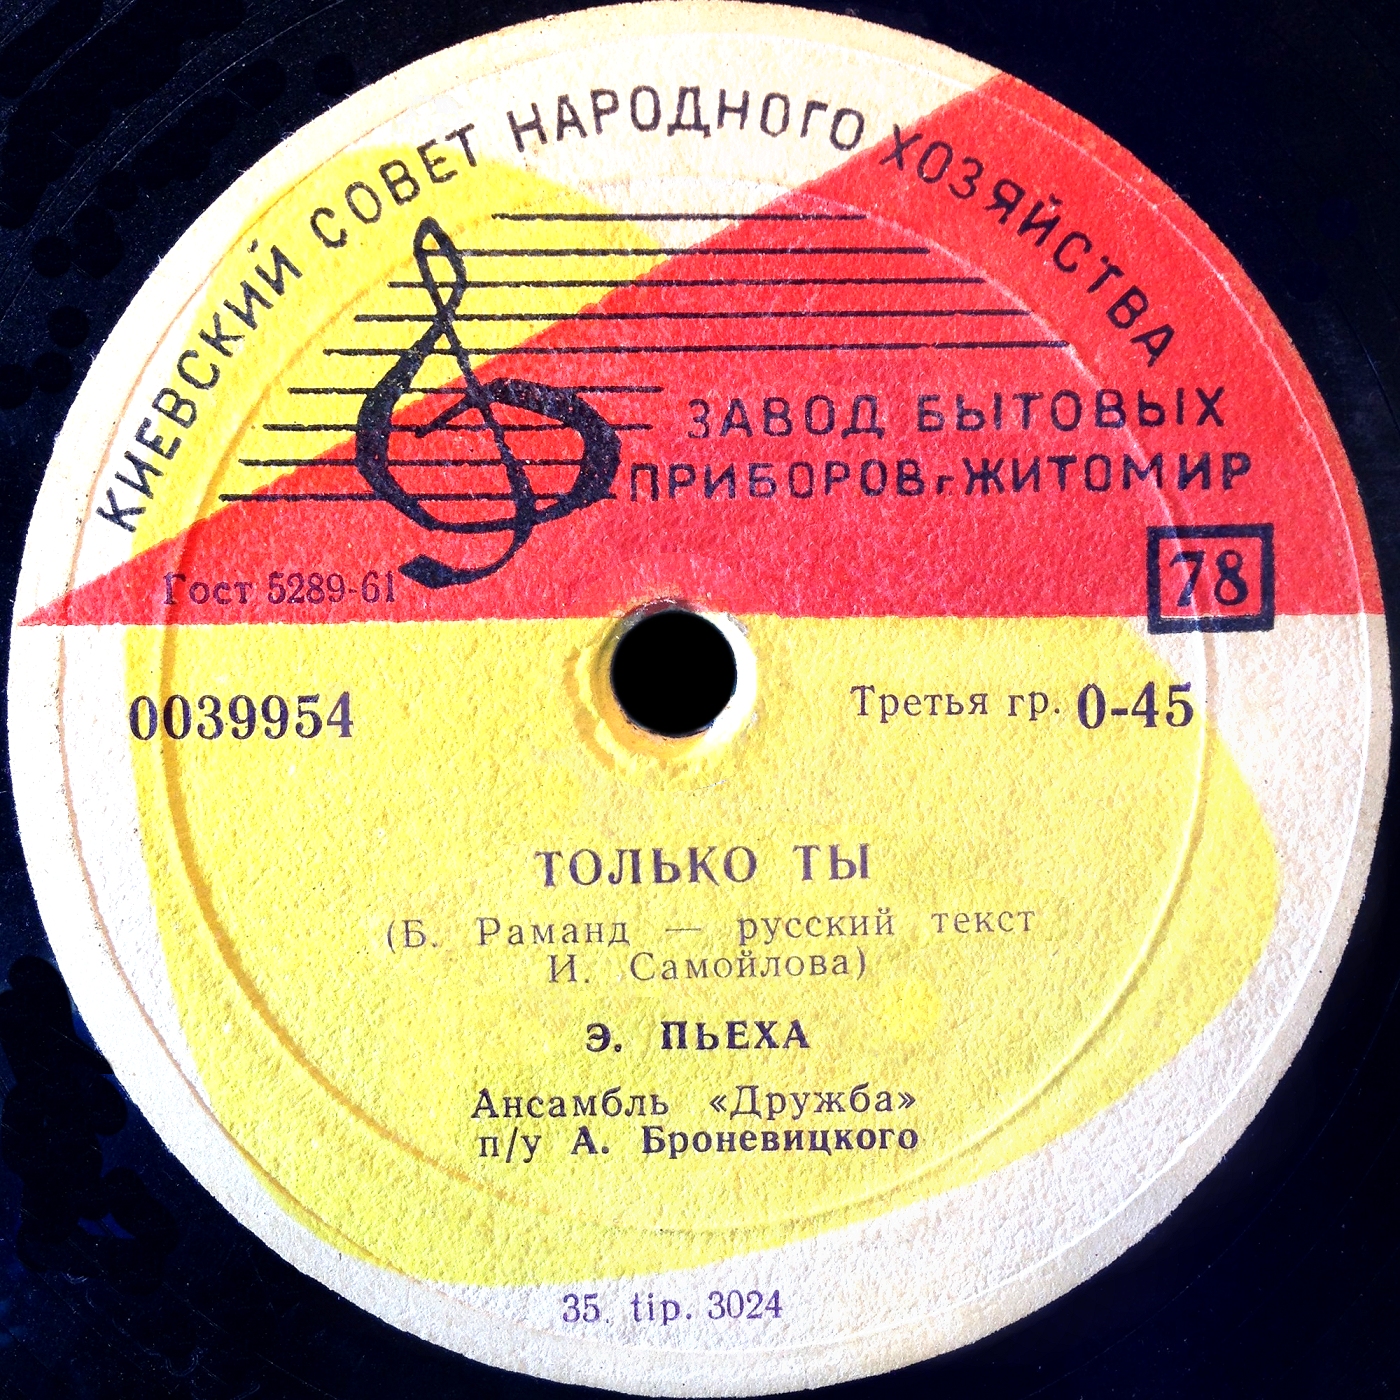 КИЕВСКИЙ СОВЕТ НАРОДНОГО ХОЗЯЙСТВА
ЗАВОД БЫТОВЫХ
ПРИБОРОВ г. ЖИТОМИР
Гост 5289-61
78
0039954
Третья гр. 0-45
ТОЛЬКО ТЫ
(Б. Раманд — русский текст
И. Самойлова)
Э. ПЬЕХА
Ансамбль «Дружба»
п/у А. Броневицкого
35. tip. 3024